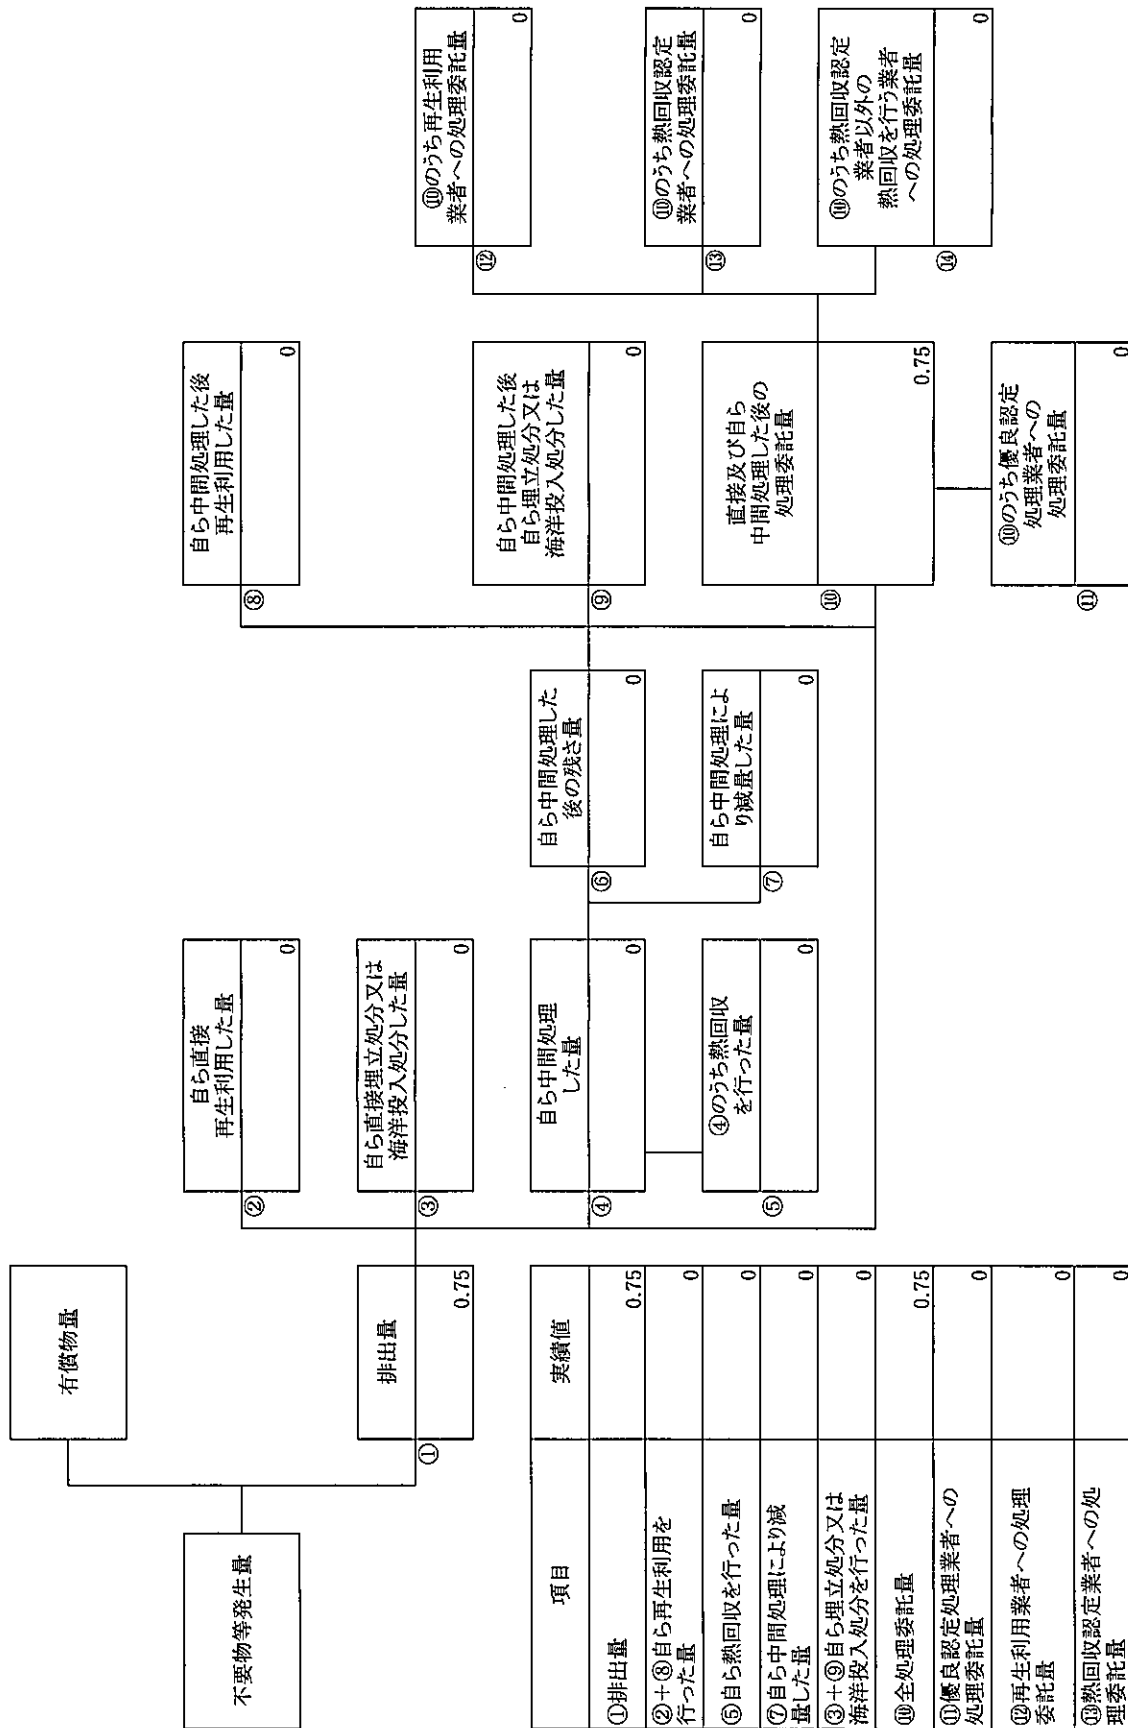 不要物等発生量
有償物量
①
排出量
0.75
②
自ら直接
再生利用した量
0
③
自ら直接埋立処分又は
海洋投入処分した量
0
④
自ら中間処理
した量
0
⑤
④のうち熱回収
を行った量
0
⑥
自ら中間処理した
後の残さ量
0
⑦
自ら中間処理によ
り減量した量
0
⑧
自ら中間処理した後
再生利用した量
0
⑨
自ら中間処理した後
自ら埋立処分又は
海洋投入処分した量
0
⑩
直接及び自ら
中間処理した後の
処理委託量
0.75
⑪
⑩のうち優良認定
処理業者への
処理委託量
0
⑫
⑩のうち再生利用
業者への処理委託量
0
⑬
⑩のうち熱回収認定
業者への処理委託量
0
⑭
⑩のうち熱回収認定
業者以外の
熱回収を行う業者
への処理委託量
0
項目 実績値
①排出量 0.75
②+⑧自ら再生利用を
行った量 0
⑤自ら熱回収を行った量 0
⑦自ら中間処理により減
量した量 0
③+⑨自ら埋立処分又は
海洋投入処分を行った量 0
⑩全処理委託量 0.75
⑪優良認定処理業者への
処理委託量 0
⑫再生利用業者への処理
委託量 0
⑬熱回収認定業者への処
理委託量 0